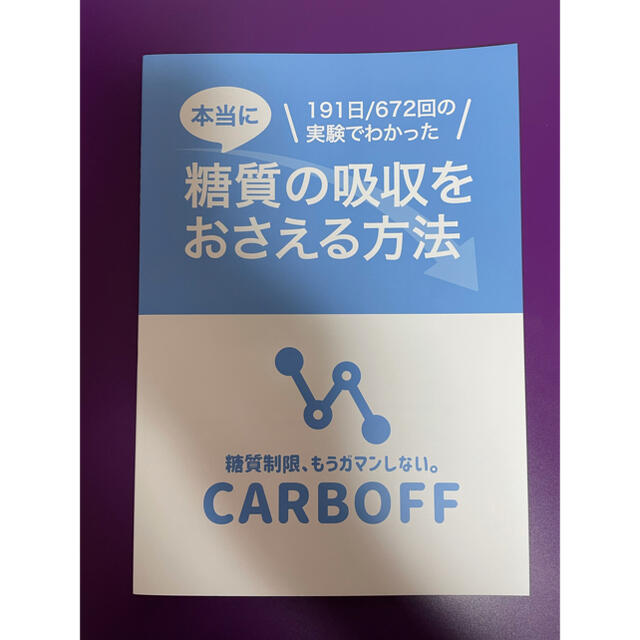 本当に
191日/672回の
実験でわかった
糖質の吸収を
おさえる方法
糖質制限、もうガマンしない。
CARBOFF